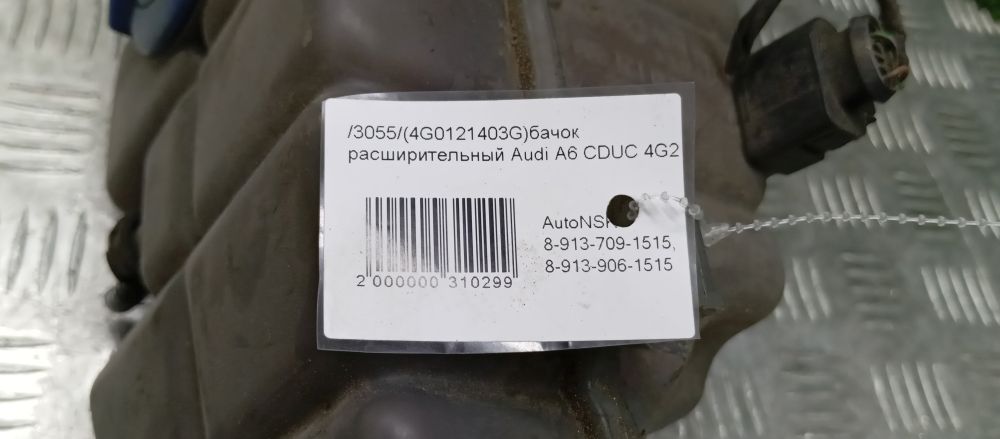 /3055/(4G0121403G)бачок
расширительный Audi A6 CDUC 4G2
AutoNSK
8-913-709-1515,
8-913-906-1515
2 000000 310299